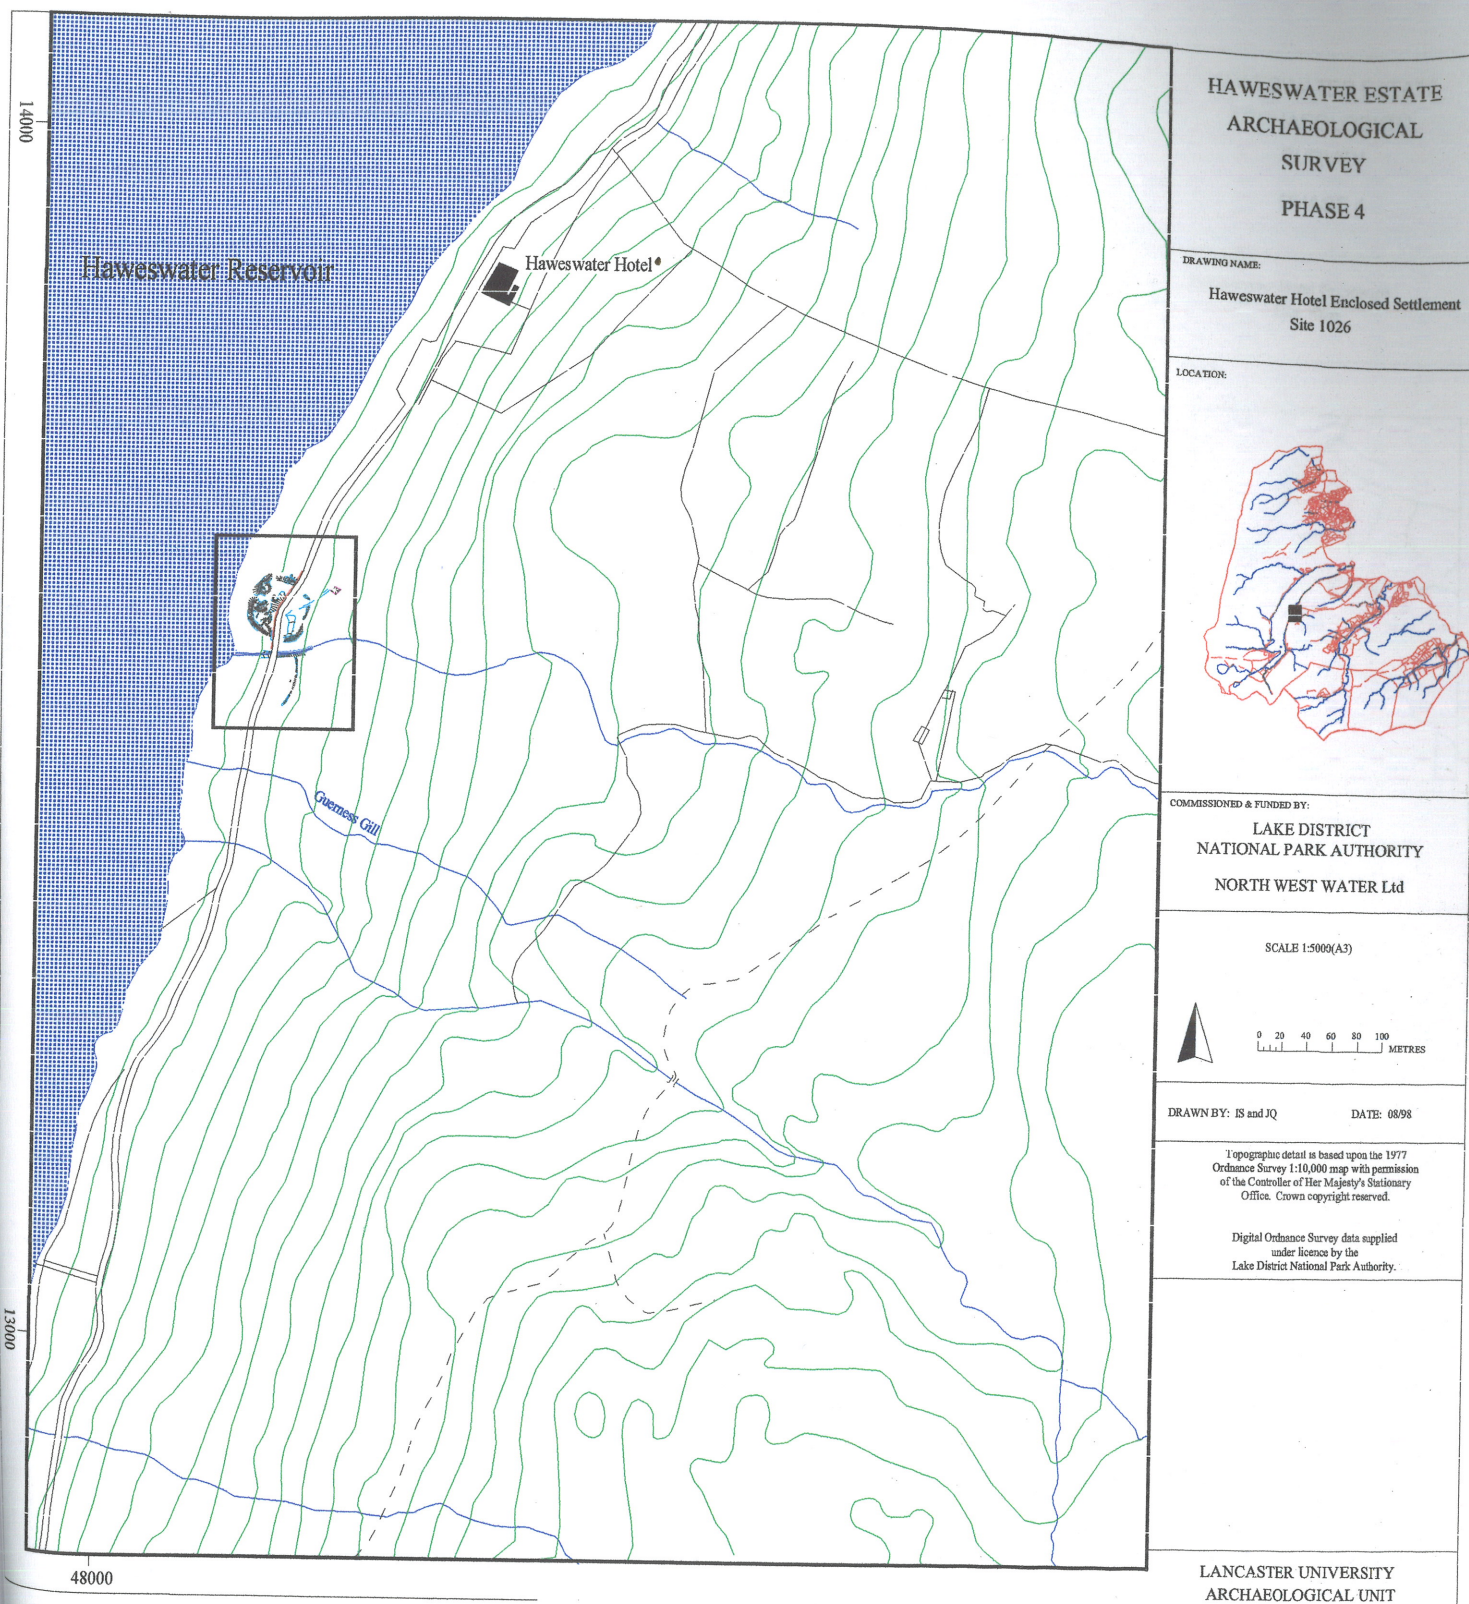 14000
Haweswater Reservoir
Haweswater Hotel
Guerness Gill
13000
48000
HAWESWATER ESTATE
ARCHAEOLOGICAL
SURVEY
PHASE 4
DRAWING NAME:
Haweswater Hotel Enclosed Settlement
Site 1026
LOCATION:
COMMISSIONED & FUNDED BY:
LAKE DISTRICT
NATIONAL PARK AUTHORITY
NORTH WEST WATER Ltd
SCALE 1:5000(A3)
0 20 40 60 80 100
METRES
DRAWN BY: IS and JQ DATE: 08/98
Topographic detail is based upon the 1977
Ordnance Survey 1:10,000 map with permission
of the Controller of Her Majesty's Stationary
Office. Crown copyright reserved.
Digital Ordnance Survey data supplied
under licence by the
Lake District National Park Authority.
LANCASTER UNIVERSITY
ARCHAEOLOGICAL UNIT